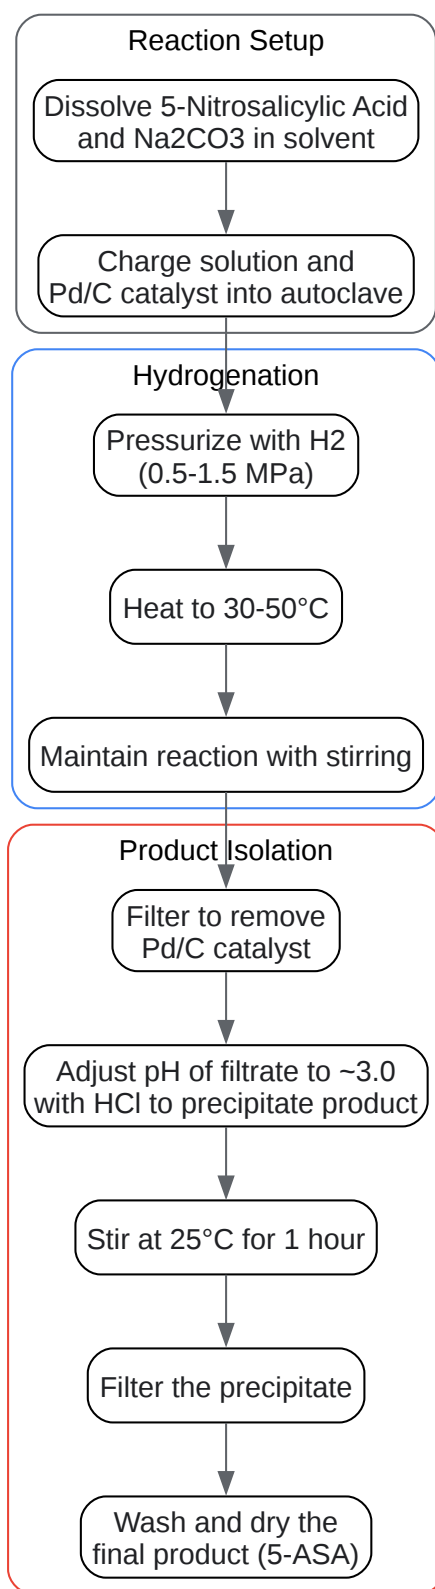 Reaction Setup
Dissolve 5-Nitrosalicylic Acid
and Na2CO3 in solvent
Charge solution and
Pd/C catalyst into autoclave
Hydrogenation
Pressurize with H2
(0.5-1.5 MPa)
Heat to 30-50°C
Maintain reaction with stirring
Product Isolation
Filter to remove
Pd/C catalyst
Adjust pH of filtrate to ~3.0
with HCl to precipitate product
Stir at 25°C for 1 hour
Filter the precipitate
Wash and dry the
final product (5-ASA)